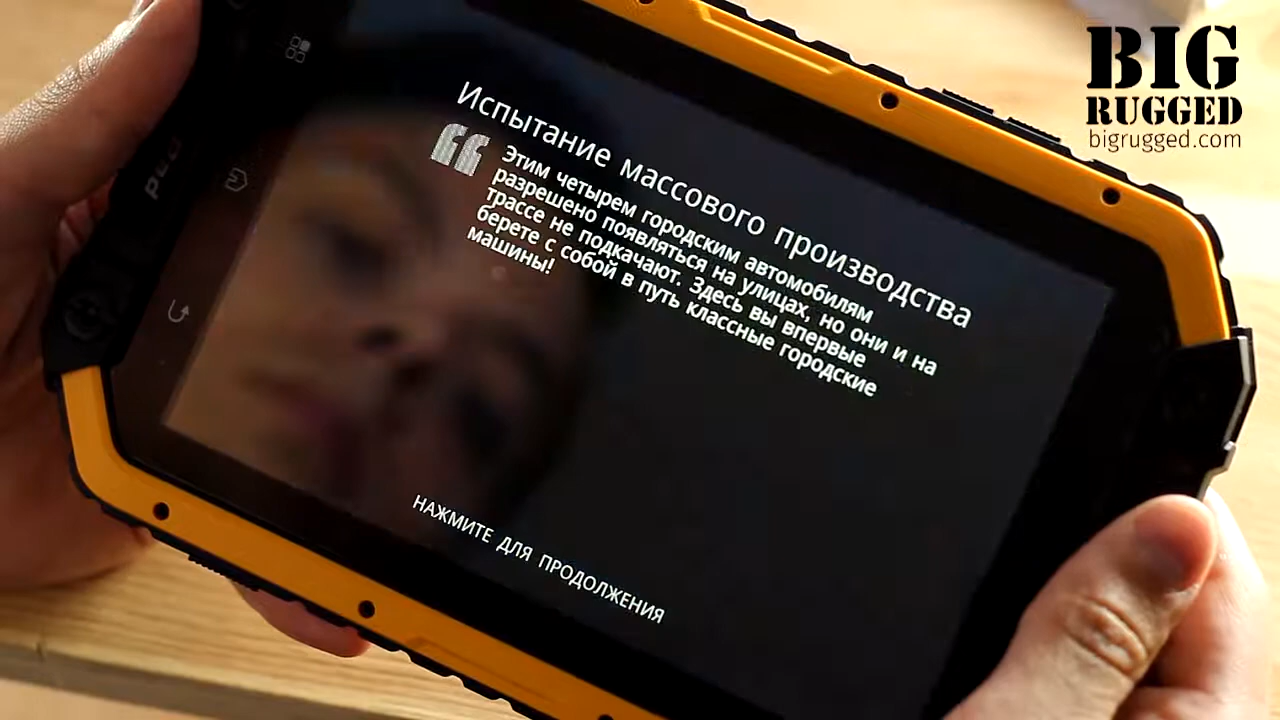 BIG
RUGGED
bigrugged.com
Испытание массового производства
Этим четырем городским автомобилям
разрешено появляться на улицах, но они и на
трассе не подкачают. Здесь вы впервые
берете с собой в путь классные городские
машины!
НАЖМИТЕ ДЛЯ ПРОДОЛЖЕНИЯ